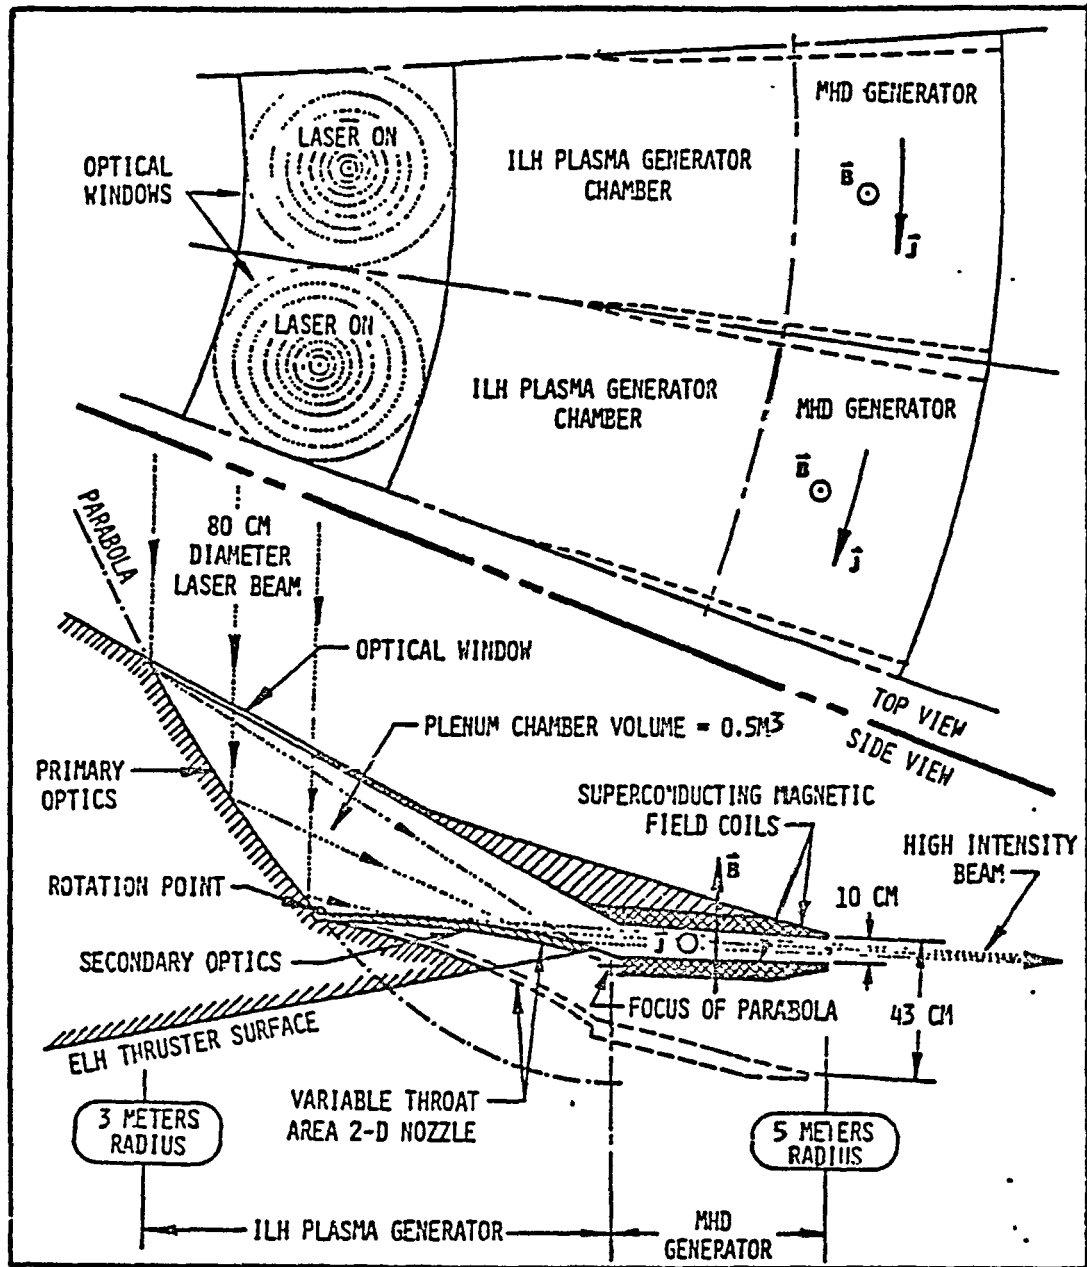 MHD GENERATOR
LASER ON
OPTICAL
WINDOWS
ILH PLASMA GENERATOR
CHAMBER
B
J
LASER ON
ILH PLASMA GENERATOR
CHAMBER
MHD GENERATOR
B
J
PARABOLA
80 CM
DIAMETER
LASER BEAM
OPTICAL WINDOW
TOP VIEW
SIDE VIEW
PLENUM CHAMBER VOLUME = 0.5M3
PRIMARY
OPTICS
SUPERCONDUCTING MAGNETIC
FIELD COILS
HIGH INTENSITY
BEAM
B
10 CM
ROTATION POINT
J
SECONDARY OPTICS
FOCUS OF PARABOLA
43 CM
ELH THRUSTER SURFACE
VARIABLE THROAT
AREA 2-D NOZZLE
3 METERS
RADIUS
5 METERS
RADIUS
ILH PLASMA GENERATOR
MHD
GENERATOR